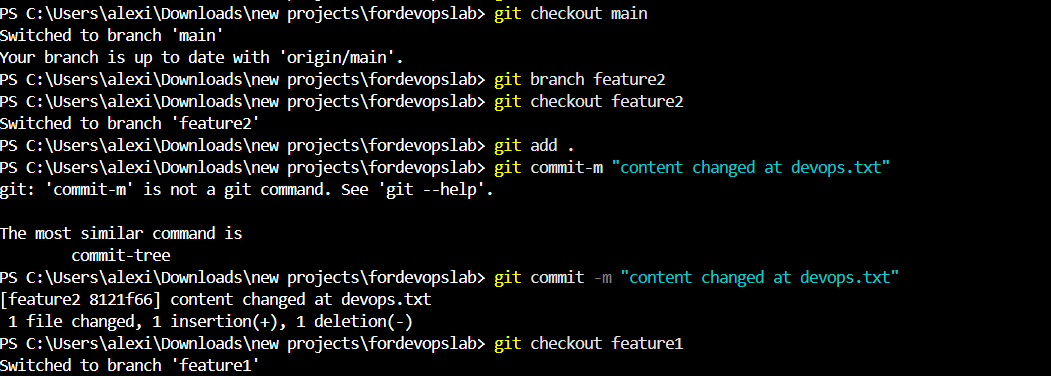 PS C:\Users\alexi\Downloads\new projects\fordevopslab> git checkout main
Switched to branch 'main'
Your branch is up to date with 'origin/main'.
PS C:\Users\alexi\Downloads\new projects\fordevopslab> git branch feature2
PS C:\Users\alexi\Downloads\new projects\fordevopslab> git checkout feature2
Switched to branch 'feature2'
PS C:\Users\alexi\Downloads\new projects\fordevopslab> git add .
PS C:\Users\alexi\Downloads\new projects\fordevopslab> git commit-m "content changed at devops.txt"
git: 'commit-m' is not a git command. See 'git --help'.

The most similar command is
        commit-tree
PS C:\Users\alexi\Downloads\new projects\fordevopslab> git commit -m "content changed at devops.txt"
[feature2 8121f66] content changed at devops.txt
 1 file changed, 1 insertion(+), 1 deletion(-)
PS C:\Users\alexi\Downloads\new projects\fordevopslab> git checkout feature1
Switched to branch 'feature1'